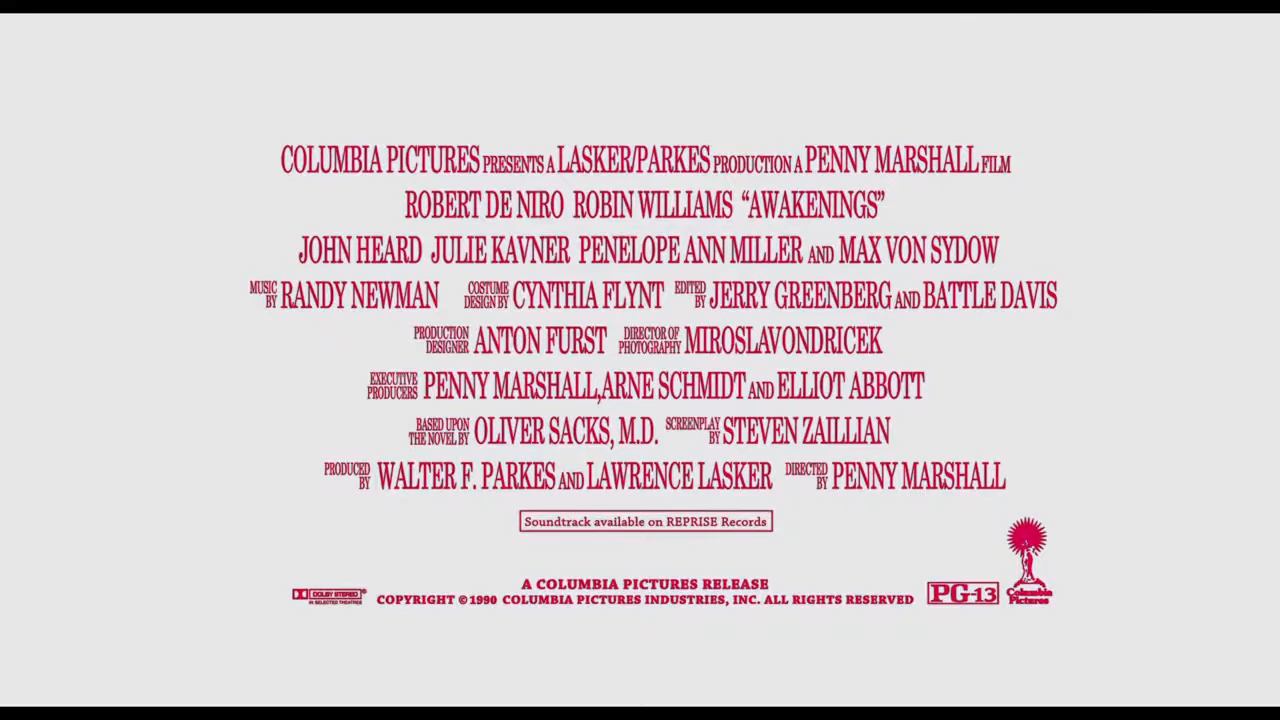 COLUMBIA PICTURES PRESENTS A LASKER/PARKES PRODUCTION A PENNY MARSHALL FILM
ROBERT DE NIRO ROBIN WILLIAMS “AWAKENINGS”
JOHN HEARD JULIE KAVNER PENELOPE ANN MILLER AND MAX VON SYDOW
MUSIC BY RANDY NEWMAN COSTUME DESIGN BY CYNTHIA FLYNT EDITED BY JERRY GREENBERG AND BATTLE DAVIS
PRODUCTION DESIGNER ANTON FURST DIRECTOR OF PHOTOGRAPHY MIROSLAVONDRICEK
EXECUTIVE PRODUCERS PENNY MARSHALL,ARNE SCHMIDT AND ELLIOT ABBOTT
BASED UPON THE NOVEL BY OLIVER SACKS, M.D. SCREENPLAY BY STEVEN ZAILLIAN
PRODUCED BY WALTER F. PARKES AND LAWRENCE LASKER DIRECTED BY PENNY MARSHALL
Soundtrack available on REPRISE Records
A COLUMBIA PICTURES RELEASE
DOLBY STEREO ®
IN SELECTED THEATRES
COPYRIGHT © 1990 COLUMBIA PICTURES INDUSTRIES, INC. ALL RIGHTS RESERVED
PG-13
Columbia
Pictures